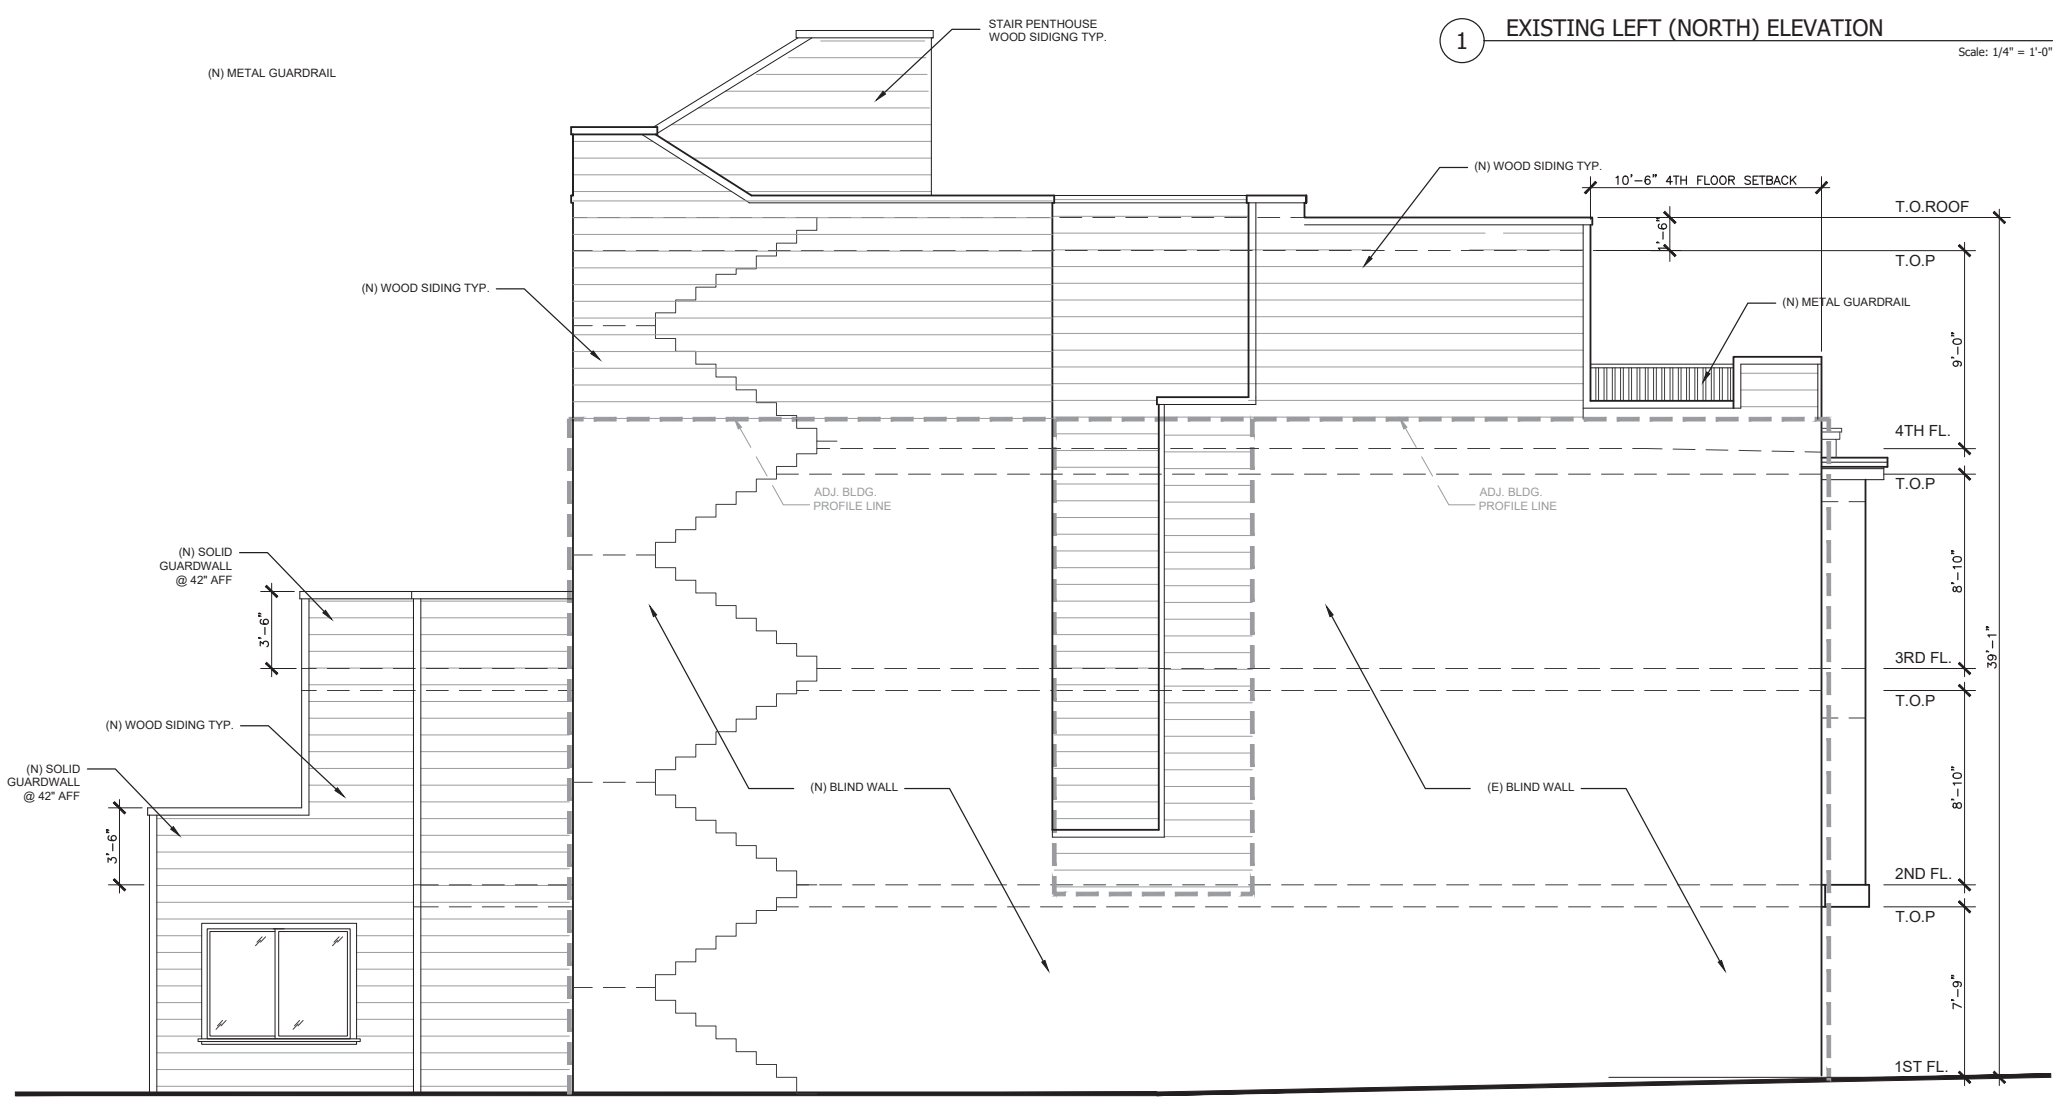 STAIR PENTHOUSE
WOOD SIDIGNG TYP.
1
EXISTING LEFT (NORTH) ELEVATION
Scale: 1/4" = 1'-0"
(N) METAL GUARDRAIL
(N) WOOD SIDING TYP.
10'-6" 4TH FLOOR SETBACK
T.O.ROOF
1'-6"
T.O.P
(N) WOOD SIDING TYP.
(N) METAL GUARDRAIL
9'-0"
4TH FL.
T.O.P
ADJ. BLDG.
PROFILE LINE
ADJ. BLDG.
PROFILE LINE
(N) SOLID
GUARDWALL
@ 42" AFF
8'-10"
3'-6"
39'-1"
3RD FL.
T.O.P
(N) WOOD SIDING TYP.
(N) SOLID
GUARDWALL
@ 42" AFF
(N) BLIND WALL
(E) BLIND WALL
8'-10"
3'-6"
2ND FL.
T.O.P
7'-9"
1ST FL.